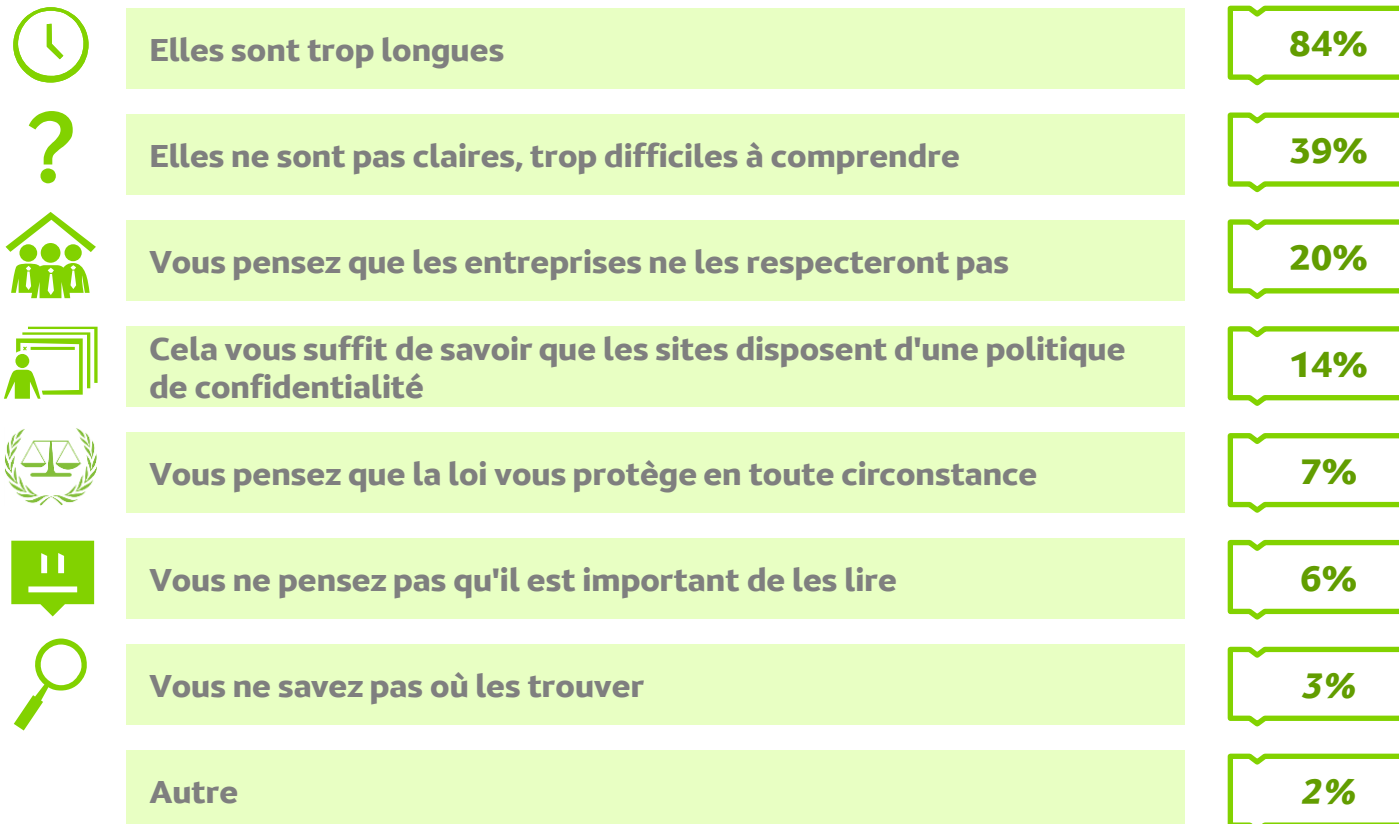 Elles sont trop longues 84%
? Elles ne sont pas claires, trop difficiles à comprendre 39%
Vous pensez que les entreprises ne les respecteront pas 20%
Cela vous suffit de savoir que les sites disposent d'une politique
de confidentialité 14%
Vous pensez que la loi vous protège en toute circonstance 7%
Vous ne pensez pas qu'il est important de les lire 6%
Vous ne savez pas où les trouver 3%
Autre 2%